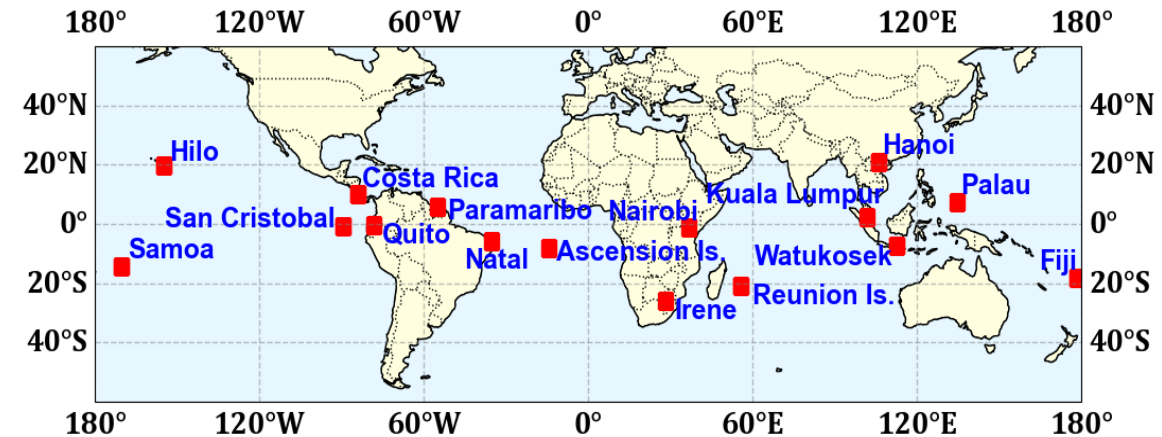 180° 120°W 60°W 0° 60°E 120°E 180°
40°N 40°N
Hanoi
Hilo
20°N 20°N
Costa Rica
Palau
Kuala Lumpur
San Cristobal Paramaribo Nairobi
0° 0°
Quito
Samoa
Natal Ascension Is. Watukosek Fiji
20°S 20°S
Reunion Is.
Irene
40°S 40°S
180° 120°W 60°W 0° 60°E 120°E 180°